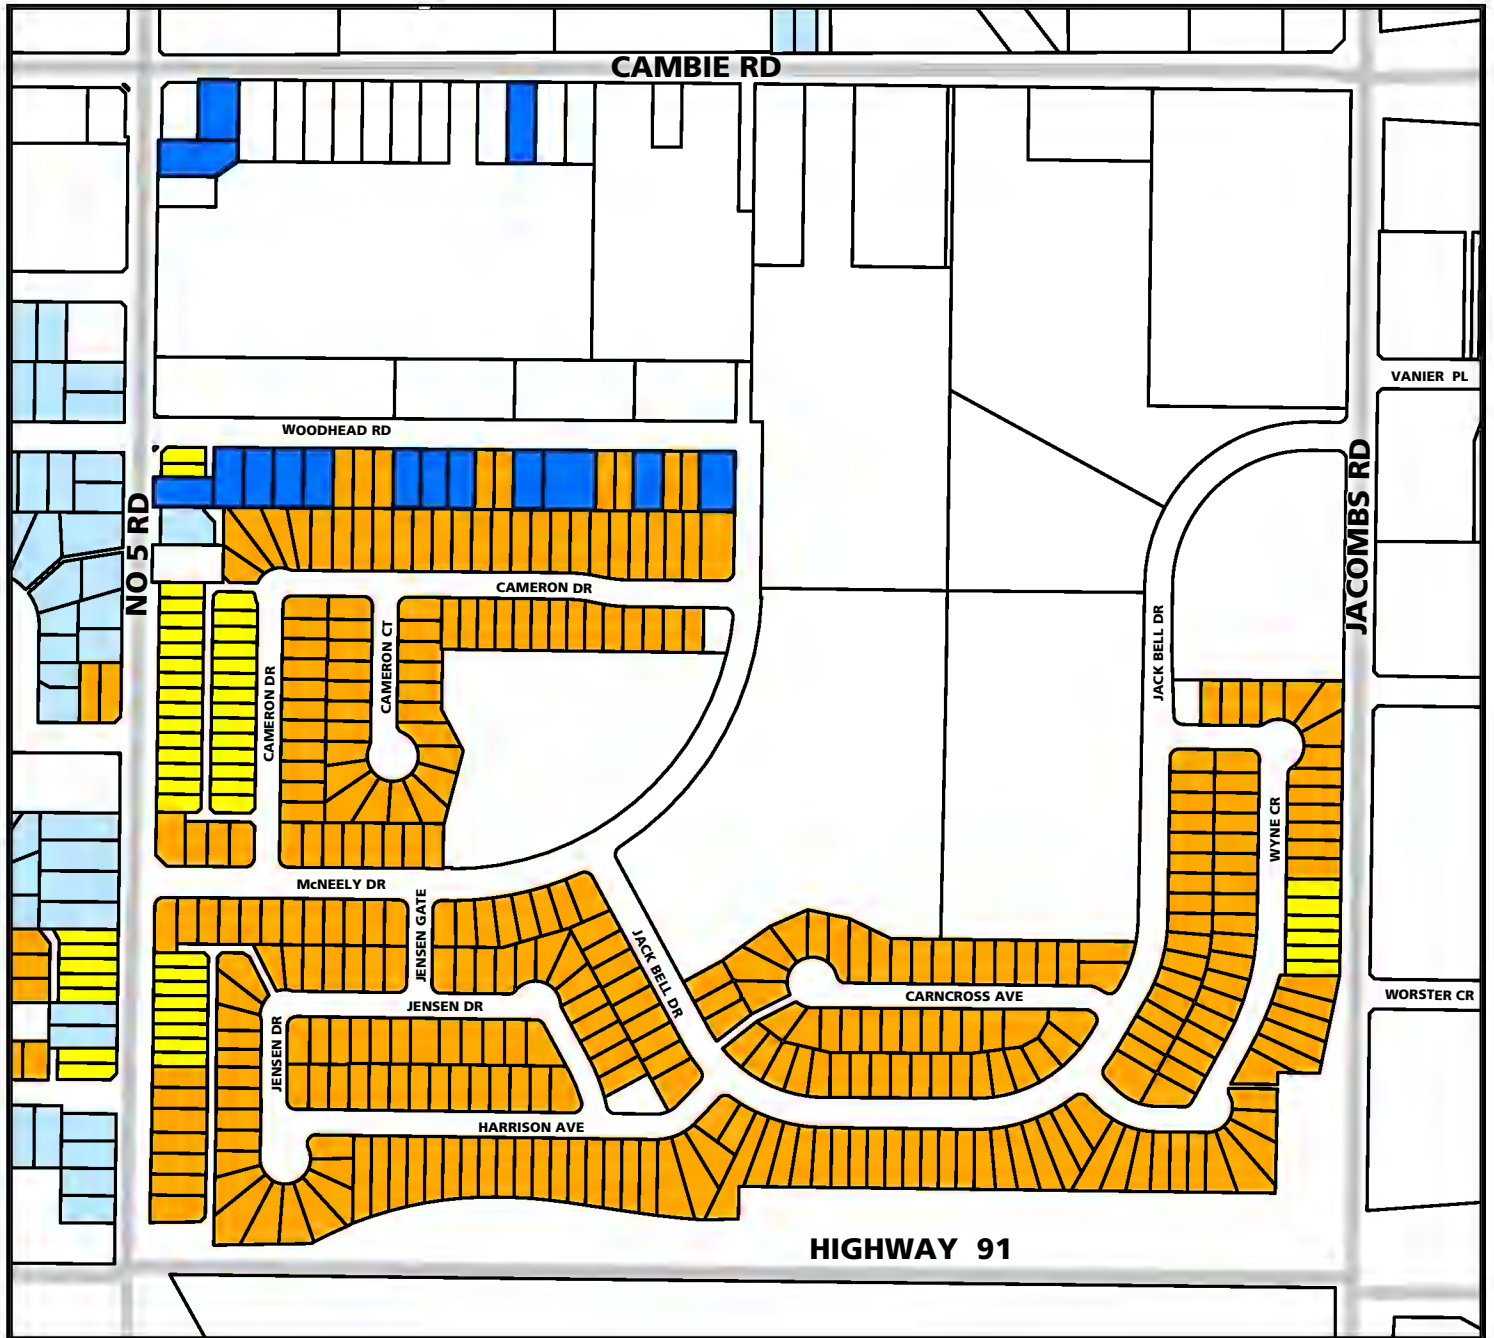 CAMBIE RD
VANIER PL
WOODHEAD RD
NO 5 RD
JACOMBS RD
CAMERON DR
CAMERON CT
JACK BELL DR
CAMERON DR
WYNE CR
McNEELY DR
JENSEN GATE
JACK BELL DR
CARNCROSS AVE
WORSTER CR
JENSEN DR
JENSEN DR
HARRISON AVE
HIGHWAY 91